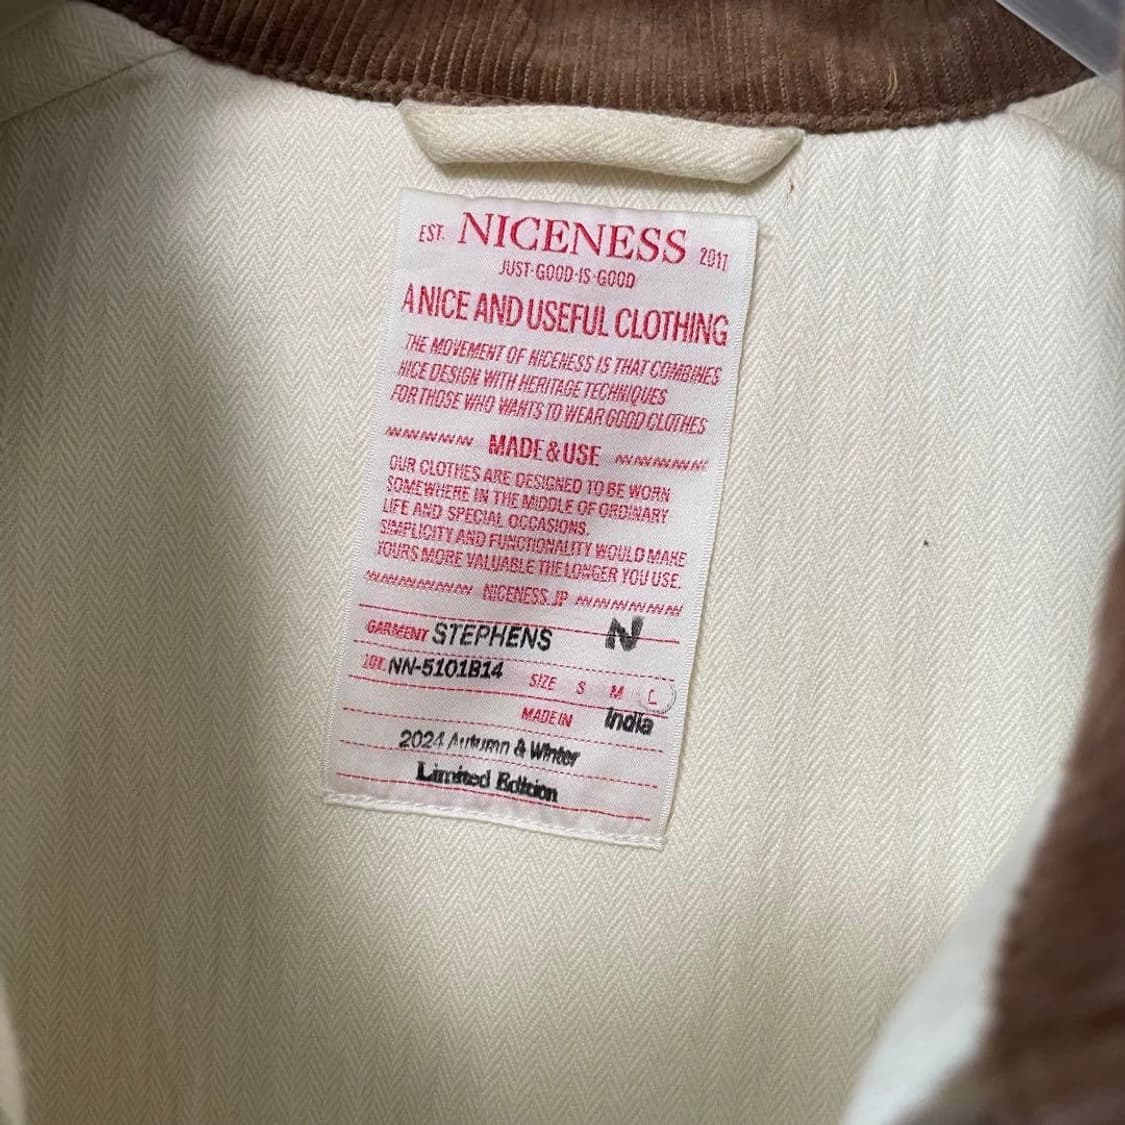 EST. NICENESS 2017
JUST-GOOD-IS-GOOD
A NICE AND USEFUL CLOTHING
THE MOVEMENT OF NICENESS IS THAT COMBINES
NICE DESIGN WITH HERITAGE TECHNIQUES
FOR THOSE WHO WANTS TO WEAR GOOD CLOTHES
MADE & USE
OUR CLOTHES ARE DESIGNED TO BE WORN
SOMEWHERE IN THE MIDDLE OF ORDINARY
LIFE AND SPECIAL OCCASIONS.
SIMPLICITY AND FUNCTIONALITY WOULD MAKE
YOURS MORE VALUABLE THE LONGER YOU USE.
NICENESS.JP
GARMENT STEPHENS N
LOT. NN-5101B14
SIZE S M L
MADE IN India
2024 Autumn & Winter
Limited Edition